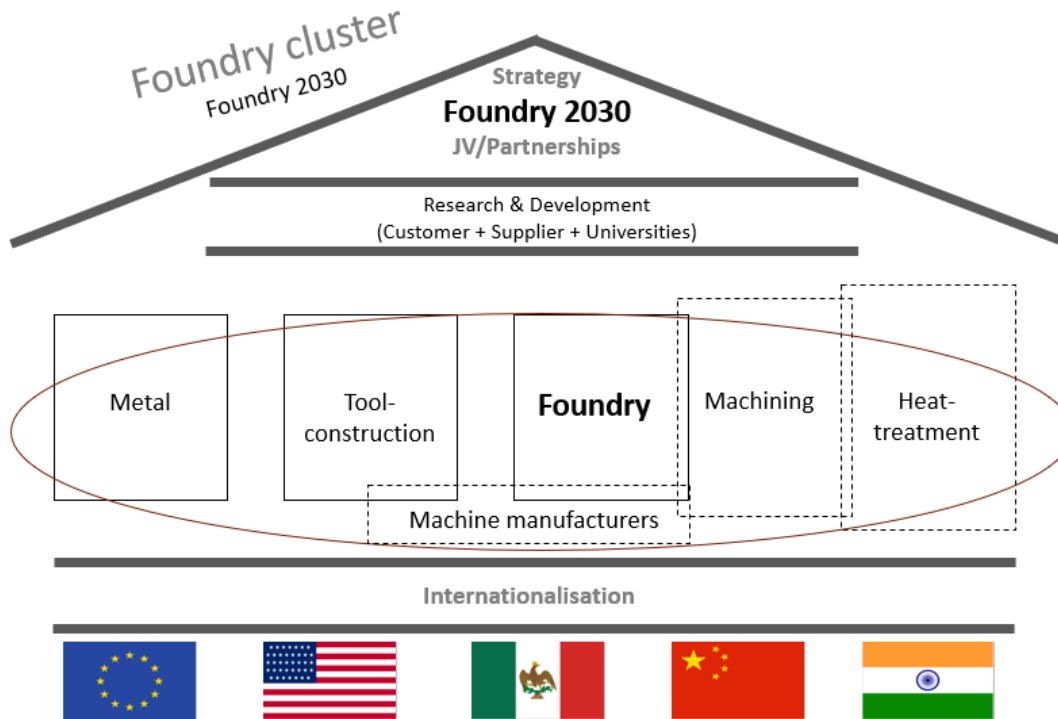 Foundry cluster
Foundry 2030
Strategy
Foundry 2030
JV/Partnerships
Research & Development
(Customer + Supplier + Universities)
Metal
Tool-
construction
Foundry
Machining
Heat-
treatment
Machine manufacturers
Internationalisation